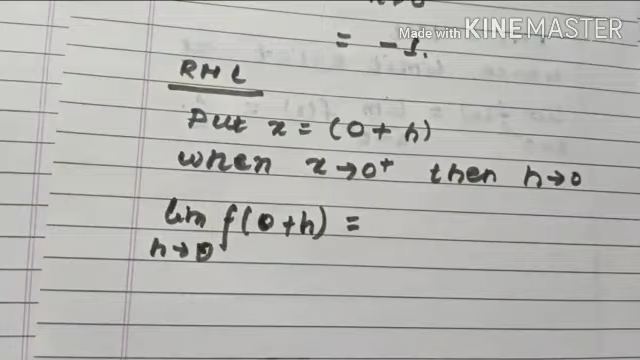 Made with KINEMASTER
= -1.
RHL
Put x = (0 + h)
when x → 0⁺ then h → 0
lim f(0 + h) =
h → 0